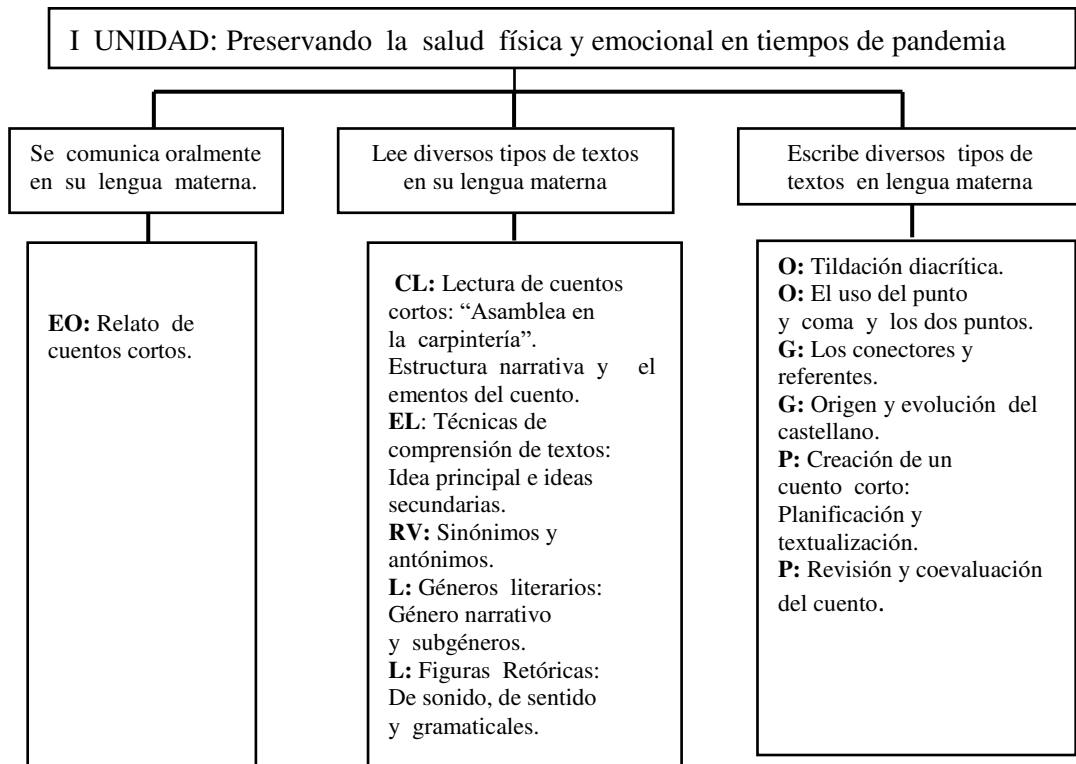 I UNIDAD: Preservando la salud física y emocional en tiempos de pandemia
Se comunica oralmente
en su lengua materna.
Lee diversos tipos de textos
en su lengua materna
Escribe diversos tipos de
textos en lengua materna
EO: Relato de
cuentos cortos.
CL: Lectura de cuentos
cortos: “Asamblea en
la carpintería”.
Estructura narrativa y el
ementos del cuento.
EL: Técnicas de
comprensión de textos:
Idea principal e ideas
secundarias.
RV: Sinónimos y
antónimos.
L: Géneros literarios:
Género narrativo
y subgéneros.
L: Figuras Retóricas:
De sonido, de sentido
y gramaticales.
O: Tildación diacrítica.
O: El uso del punto
y coma y los dos puntos.
G: Los conectores y
referentes.
G: Origen y evolución del
castellano.
P: Creación de un
cuento corto:
Planificación y
textualización.
P: Revisión y coevaluación
del cuento.